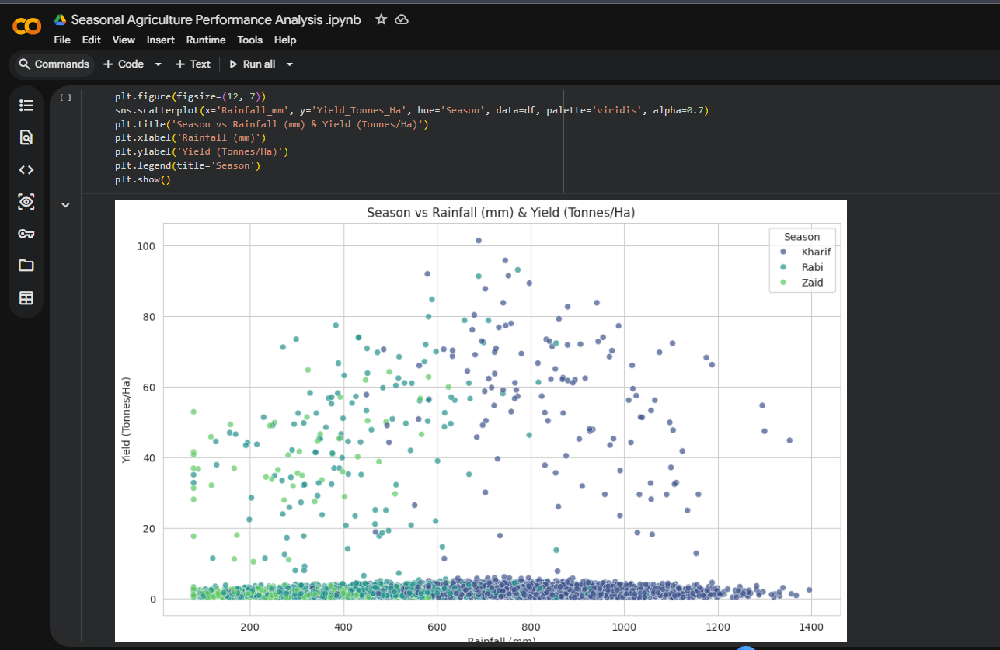 CO Seasonal Agriculture Performance Analysis .ipynb
File Edit View Insert Runtime Tools Help
Commands + Code + Text Run all
[ ]
plt.figure(figsize=(12, 7))
sns.scatterplot(x='Rainfall_mm', y='Yield_Tonnes_Ha', hue='Season', data=df, palette='viridis', alpha=0.7)
plt.title('Season vs Rainfall (mm) & Yield (Tonnes/Ha)')
plt.xlabel('Rainfall (mm)')
plt.ylabel('Yield (Tonnes/Ha)')
plt.legend(title='Season')
plt.show()
Season vs Rainfall (mm) & Yield (Tonnes/Ha)
Season
Kharif
Rabi
Zaid
Yield (Tonnes/Ha)
100
80
60
40
20
0
200 400 600 800 1000 1200 1400
Rainfall (mm)